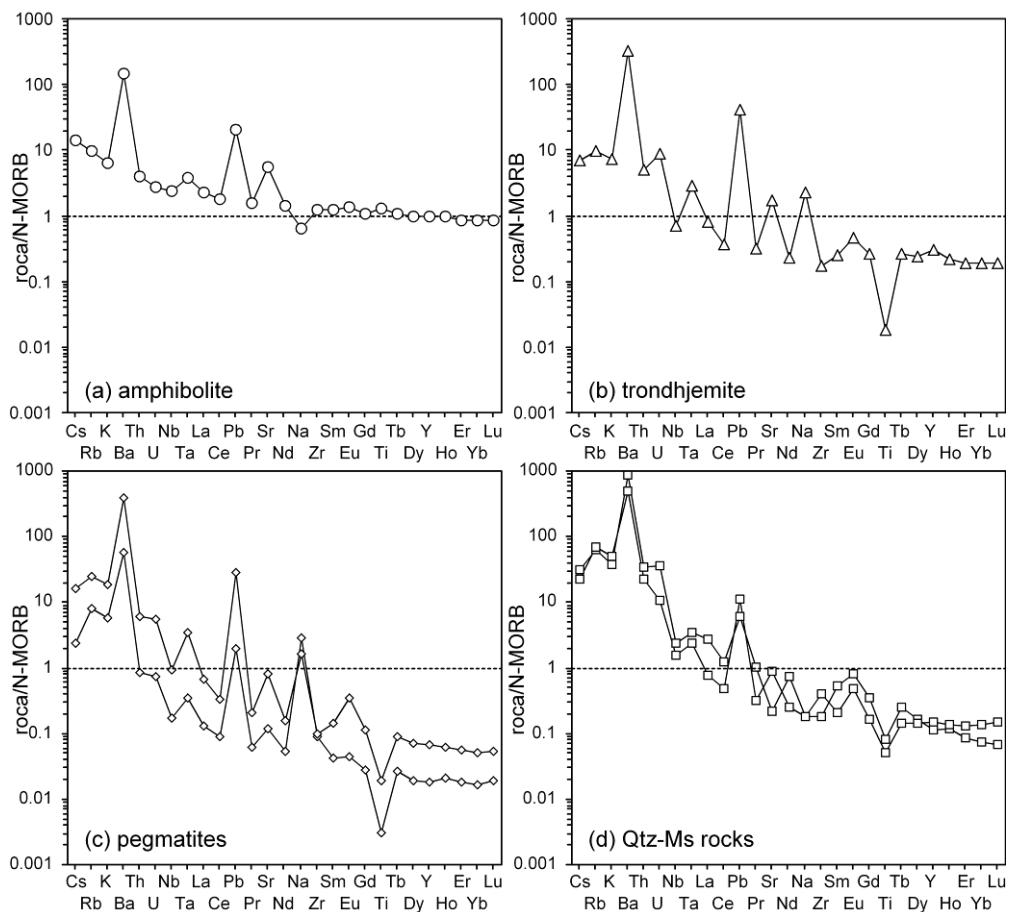 1000
100
10
1
0.1
0.01
0.001
roca/N-MORB
(a) amphibolite
Cs K Th Nb La Pb Sr Na Sm Gd Tb Y Er Lu
Rb Ba U Ta Ce Pr Nd Zr Eu Ti Dy Ho Yb
1000
100
10
1
0.1
0.01
0.001
roca/N-MORB
(b) trondhjemite
Cs K Th Nb La Pb Sr Na Sm Gd Tb Y Er Lu
Rb Ba U Ta Ce Pr Nd Zr Eu Ti Dy Ho Yb
1000
100
10
1
0.1
0.01
0.001
roca/N-MORB
(c) pegmatites
Cs K Th Nb La Pb Sr Na Sm Gd Tb Y Er Lu
Rb Ba U Ta Ce Pr Nd Zr Eu Ti Dy Ho Yb
1000
100
10
1
0.1
0.01
0.001
roca/N-MORB
(d) Qtz-Ms rocks
Cs K Th Nb La Pb Sr Na Sm Gd Tb Y Er Lu
Rb Ba U Ta Ce Pr Nd Zr Eu Ti Dy Ho Yb